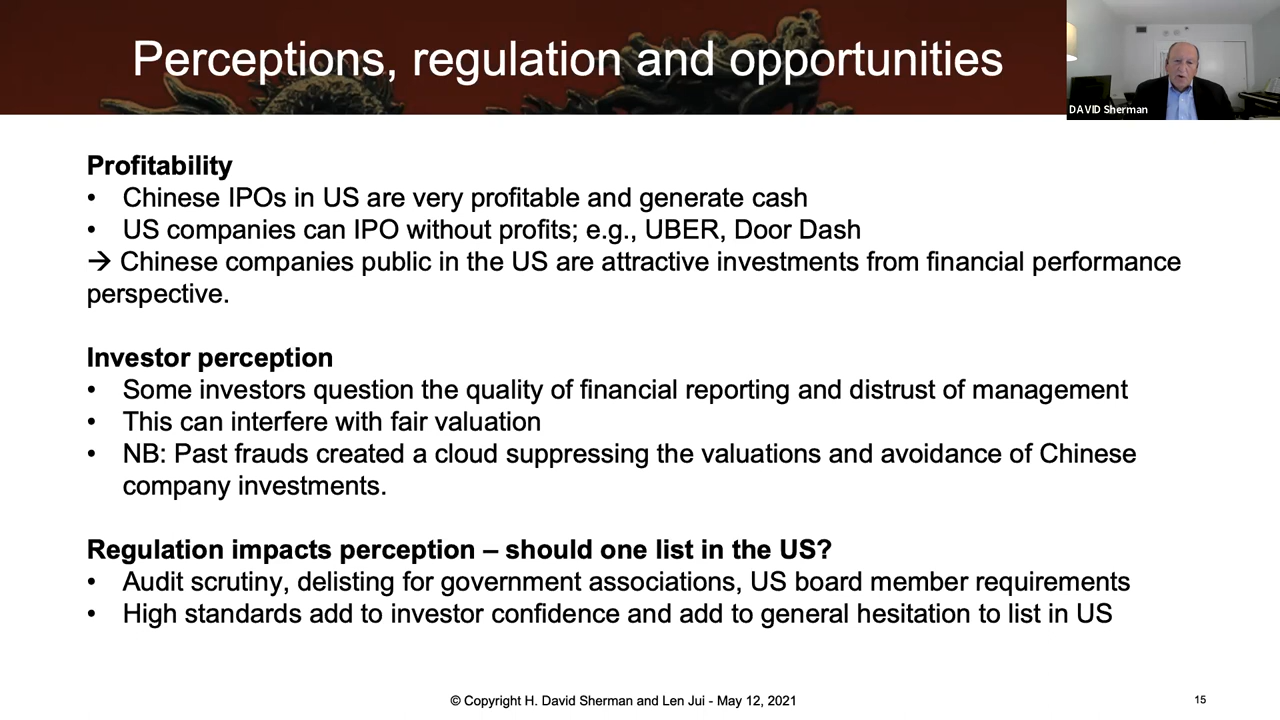 Perceptions, regulation and opportunities
DAVID Sherman
Profitability
• Chinese IPOs in US are very profitable and generate cash
• US companies can IPO without profits; e.g., UBER, Door Dash
→ Chinese companies public in the US are attractive investments from financial performance
perspective.
Investor perception
• Some investors question the quality of financial reporting and distrust of management
• This can interfere with fair valuation
• NB: Past frauds created a cloud suppressing the valuations and avoidance of Chinese
company investments.
Regulation impacts perception – should one list in the US?
• Audit scrutiny, delisting for government associations, US board member requirements
• High standards add to investor confidence and add to general hesitation to list in US
© Copyright H. David Sherman and Len Jui - May 12, 2021
15